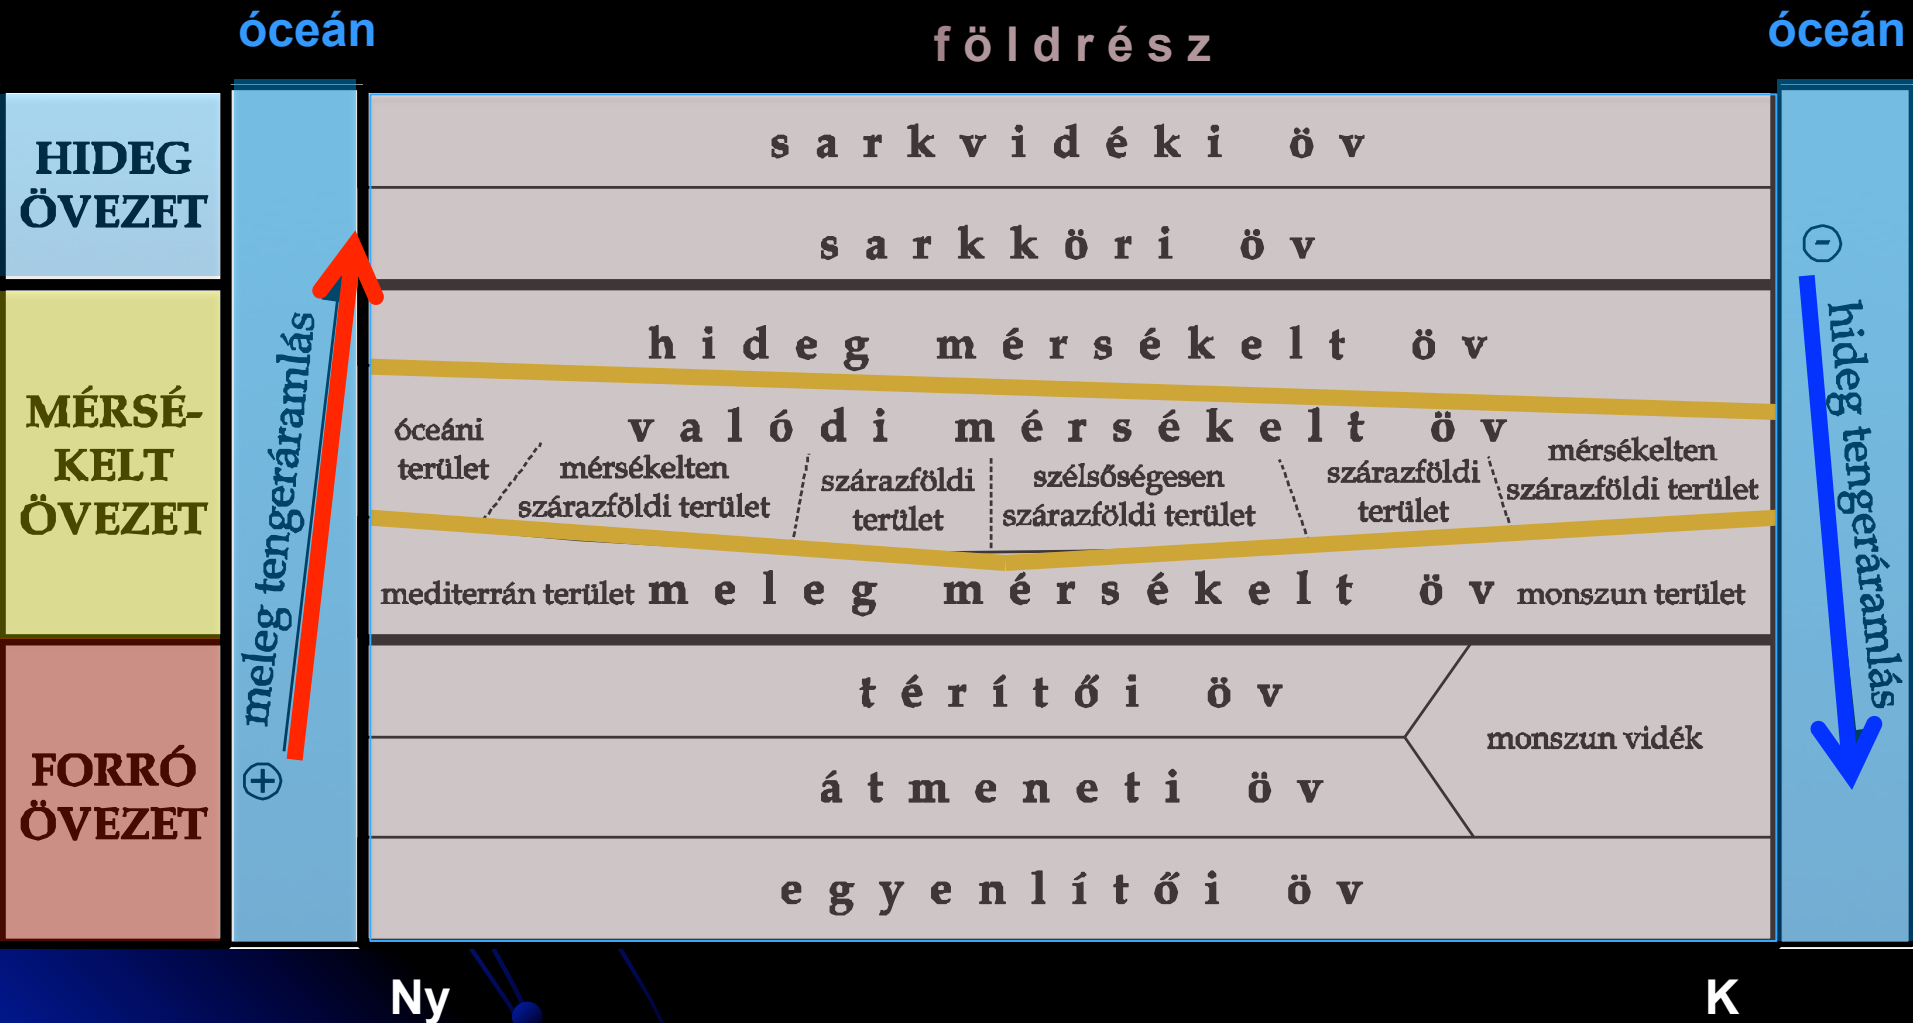 óceán
földrész
óceán
HIDEG
ÖVEZET
sarkvidéki öv
sarkköri öv
MÉRSÉ-
KELT
ÖVEZET
hideg mérsékelt öv
valódi mérsékelt öv
óceáni
terület
mérsékelten
szárazföldi terület
szárazföldi
terület
szélsőségesen
szárazföldi terület
szárazföldi
terület
mérsékelten
szárazföldi terület
mediterrán terület
meleg mérsékelt öv
monszun terület
FORRÓ
ÖVEZET
térítői öv
átmeneti öv
monszun vidék
egyenlítői öv
meleg tengeráramlás
+
-
hideg tengeráramlás
Ny
K